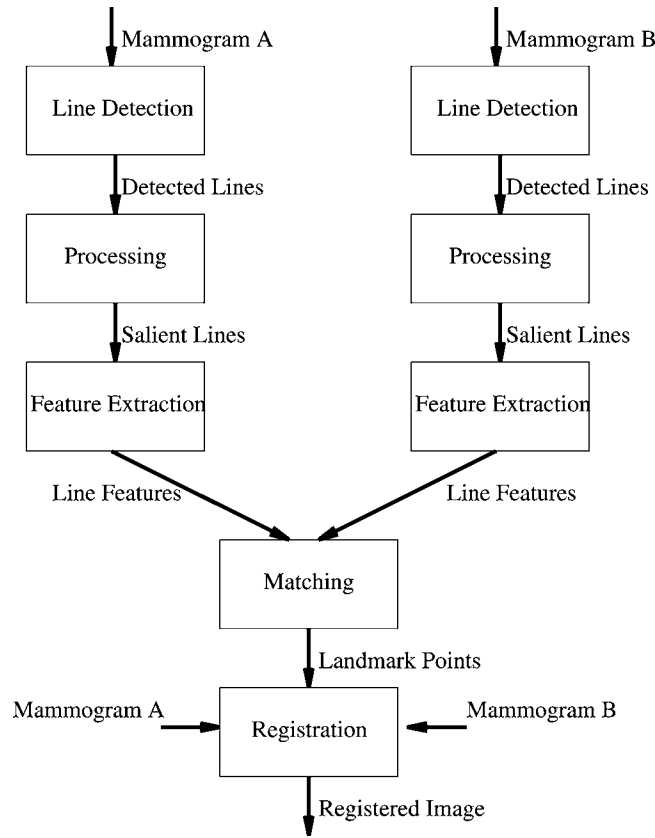 Mammogram A
Mammogram B
Line Detection
Line Detection
Detected Lines
Detected Lines
Processing
Processing
Salient Lines
Salient Lines
Feature Extraction
Feature Extraction
Line Features
Line Features
Matching
Landmark Points
Mammogram A
Mammogram B
Registration
Registered Image